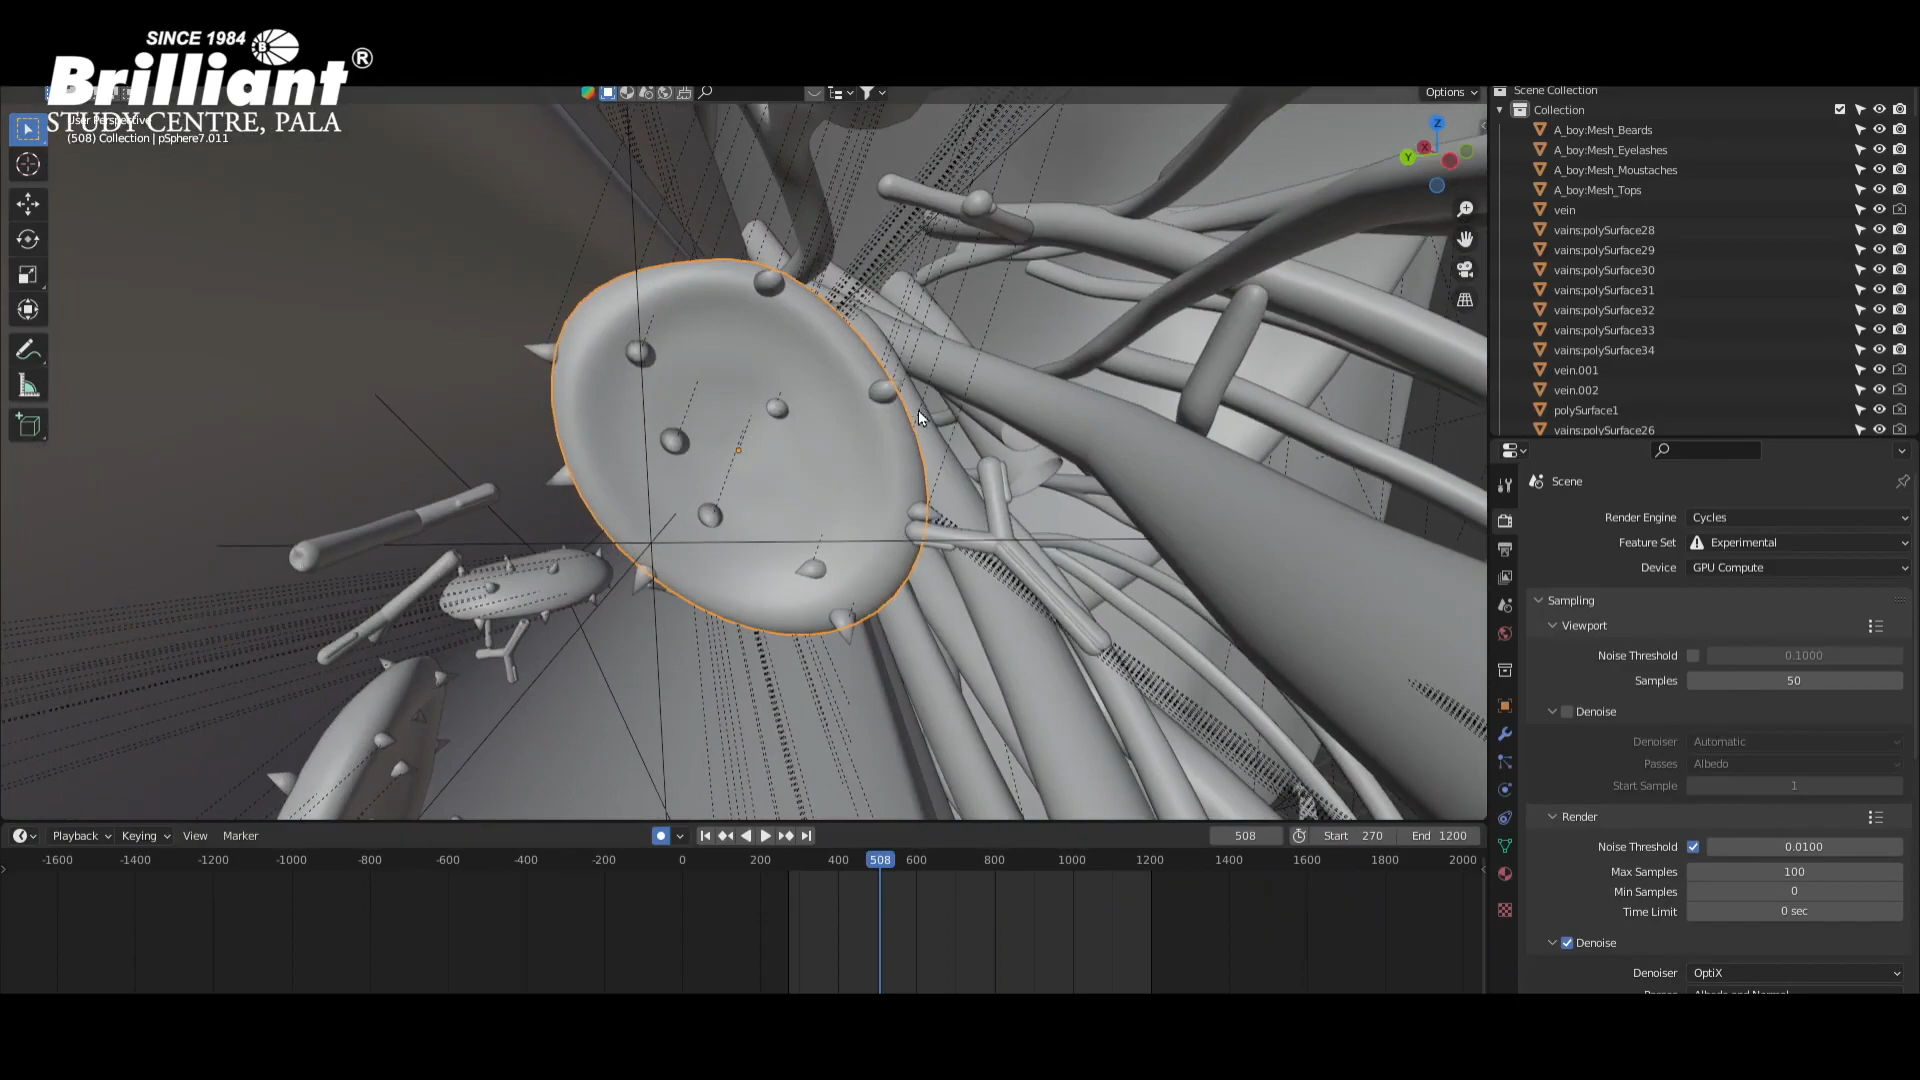 SINCE 1984
B
Brilliant®
STUDY CENTRE, PALA
User Perspective
(508) Collection | pSphere7.011
Options
Z
X
Y
Scene Collection
Collection
A_boy:Mesh_Beards
A_boy:Mesh_Eyelashes
A_boy:Mesh_Moustaches
A_boy:Mesh_Tops
vein
vains:polySurface28
vains:polySurface29
vains:polySurface30
vains:polySurface31
vains:polySurface32
vains:polySurface33
vains:polySurface34
vein.001
vein.002
polySurface1
vains:polySurface26
Scene
Render Engine Cycles
Feature Set Experimental
Device GPU Compute
Sampling
Viewport
Noise Threshold 0.1000
Samples 50
Denoise
Denoiser Automatic
Passes Albedo
Start Sample 1
Render
Noise Threshold 0.0100
Max Samples 100
Min Samples 0
Time Limit 0 sec
Denoise
Denoiser OptiX
Playback Keying View Marker 508 Start 270 End 1200
-1600 -1400 -1200 -1000 -800 -600 -400 -200 0 200 400 508 600 800 1000 1200 1400 1600 1800 2000